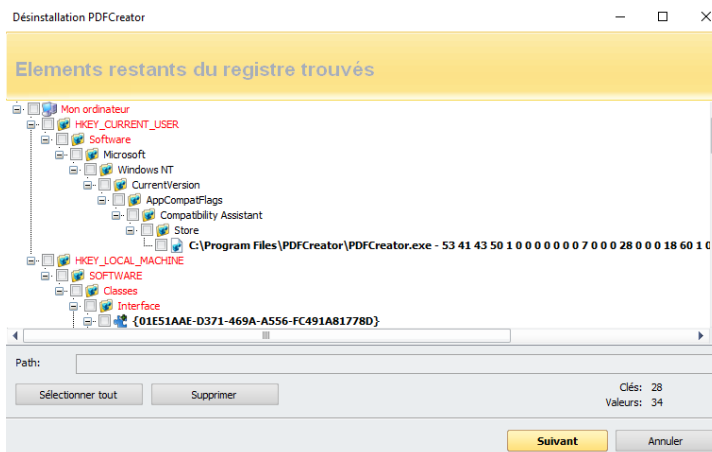 Désinstallation PDFCreator
Elements restants du registre trouvés
Mon ordinateur
HKEY_CURRENT_USER
Software
Microsoft
Windows NT
CurrentVersion
AppCompatFlags
Compatibility Assistant
Store
C:\Program Files\PDFCreator\PDFCreator.exe - 53 41 43 50 1 0 0 0 0 0 0 0 7 0 0 0 28 0 0 0 18 60 1 0
HKEY_LOCAL_MACHINE
SOFTWARE
Classes
Interface
{01E51AAE-D371-469A-A556-FC491A81778D}
Path:
Sélectionner tout Supprimer
Clés: 28
Valeurs: 34
Suivant Annuler